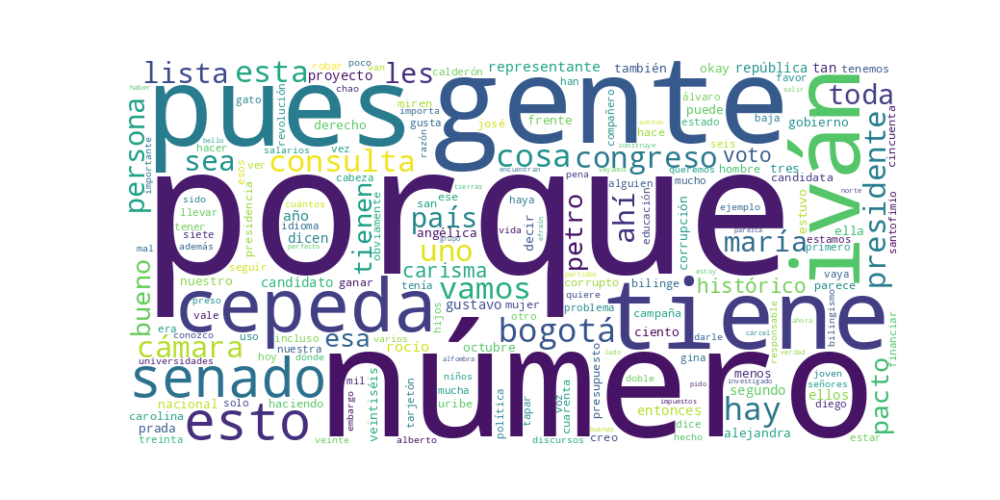 lista
esta
proyecto
robar
poco
van
chao
calderón
les
pues
gente
representante
también
okay
república
tan
tenemos
haber
gato
revolución
miren
han
favor
salir
iván
toda
persona
hacer
derecho
importa
gusta
razón
josé
frente
compañero
hace
álvaro
puede
estado
baja
gobierno
cincuenta
bello
importante
sea
salarios
vez
consulta
ver
esos
cosa
congreso
ashton
construye
voto
seis
hombre
tres
candidata
presidente
porque
cabeza
encuentran
vayamos
queremos
mucho
pena
alguien
educación
ejemplo
norte
santofimio
sido
llevar
tener
siete
además
presidencia
cuántos
año
idioma
dicen
obviamente
tienen
san
ese
tierras
haya
país
angélica
vida
decir
ahí
petro
corrupción
maría
estuvo
ella
estamos
primero
parezca
mal
bueno
nuestro
seguir
perfecto
uno
grupo
efraín
carisma
partidos
estoy
histórico
vaya
parece
candidato
ganar
tenía
corrupto
quiere
problema
bilinge
era
vale
preso
conozco
cepeda
vamos
gustavo
mujer
otro
hijos
tiene
campaña
ciento
darle
cárcel
responsable
ahora
bilingüismo
financiar
uso
incluso
nuestra
varios
esa
rocío
octubre
bogotá
lado
verdad
cámara
universidades
hoy
donde
alfombra
presupuesto
gina
menos
joven
señores
senado
mil
niños
mucha
doble
cuarenta
investigado
impuestos
pido
segundo
ellos
diego
pacto
carolina
nacional
solo
embargo
veintiséis
tarjetón
uribe
política
tapar
voz
número
entonces
hay
prada
haciendo
esto
dice
alejandra
treinta
veinte
alberto
discursos
buenos
creo
hecho
estar